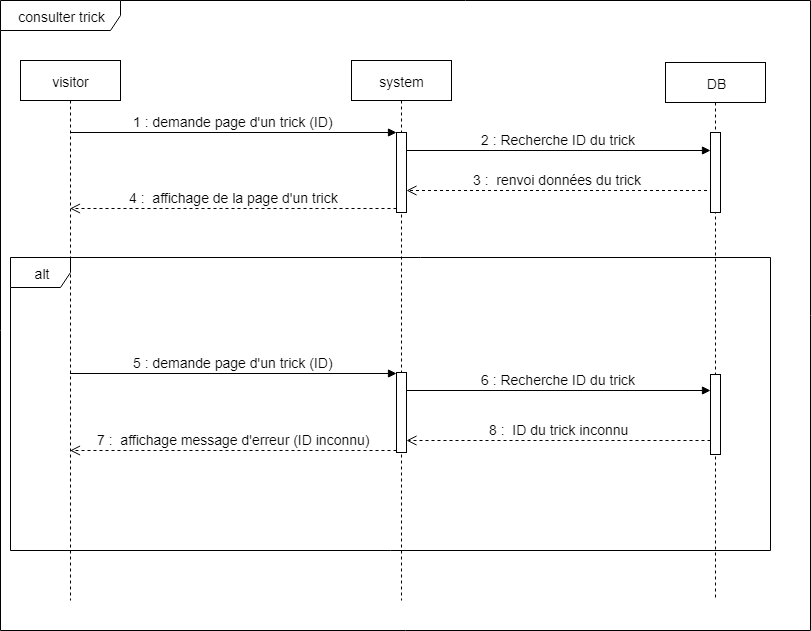 consulter trick
visitor
system
DB
1 : demande page d'un trick (ID)
2 : Recherche ID du trick
3 :  renvoi données du trick
4 :  affichage de la page d'un trick
alt
5 : demande page d'un trick (ID)
6 : Recherche ID du trick
8 :  ID du trick inconnu
7 :  affichage message d'erreur (ID inconnu)